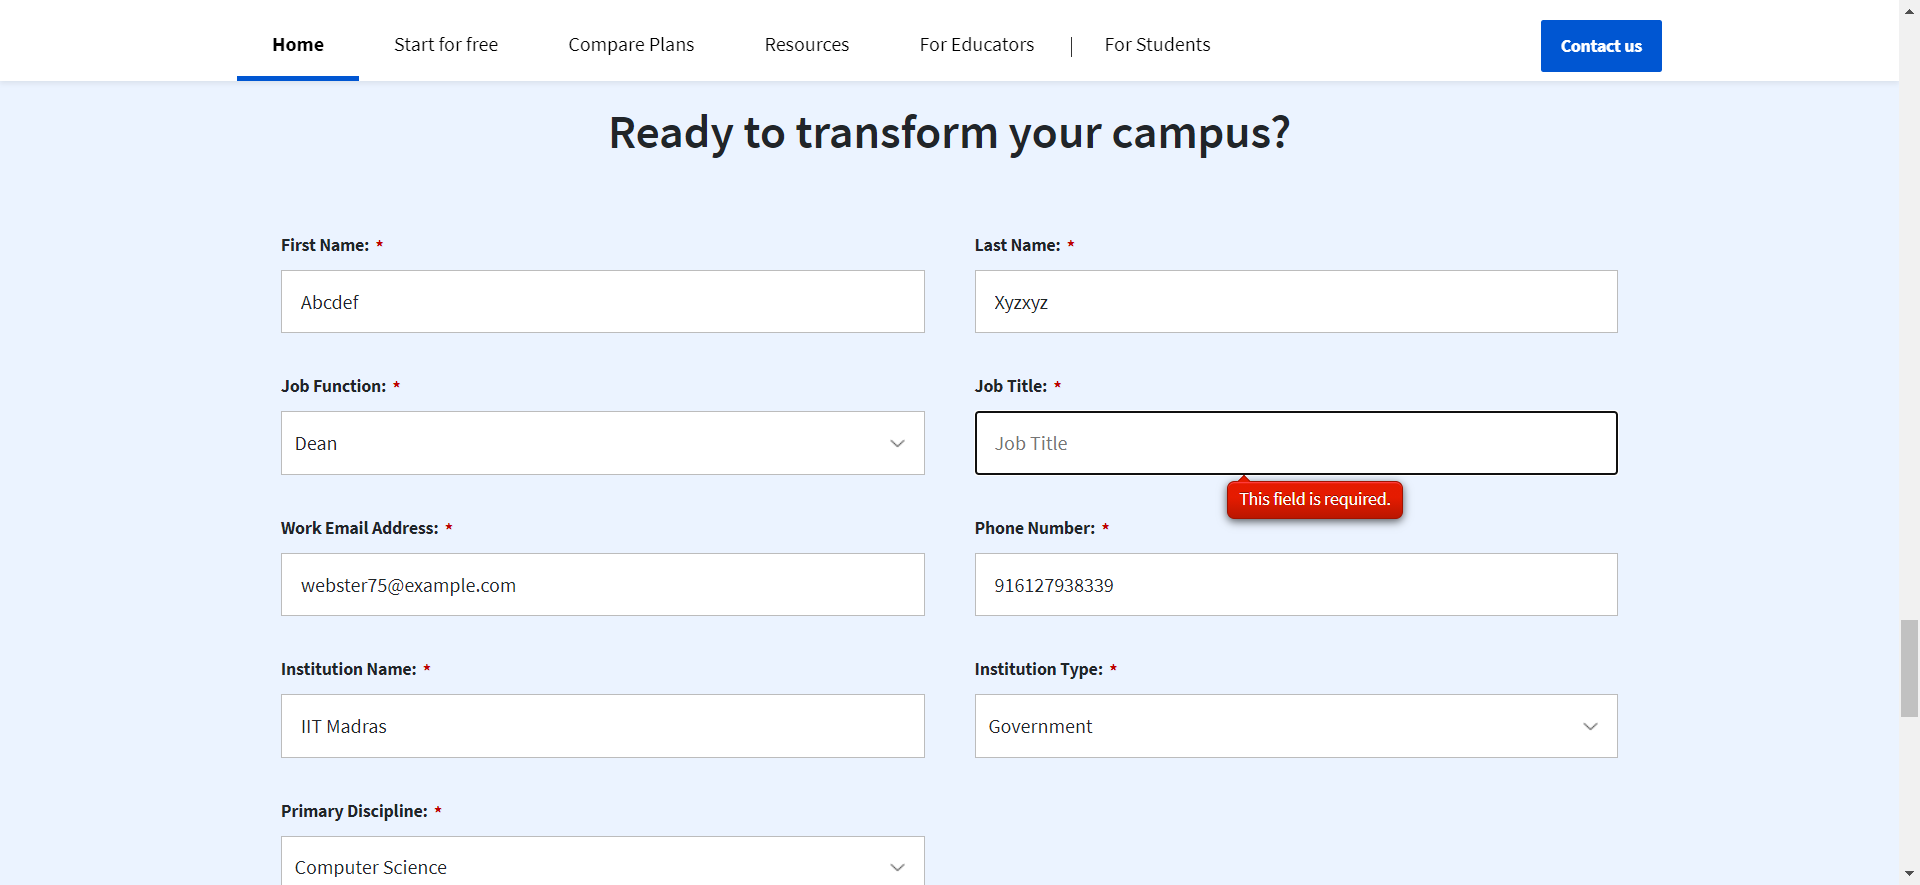 Home Start for free Compare Plans Resources For Educators | For Students Contact us
Ready to transform your campus?
First Name: * Last Name: *
Abcdef Xyzxyz
Job Function: * Job Title: *
Dean Job Title
This field is required.
Work Email Address: * Phone Number: *
webster75@example.com 916127938339
Institution Name: * Institution Type: *
IIT Madras Government
Primary Discipline: *
Computer Science